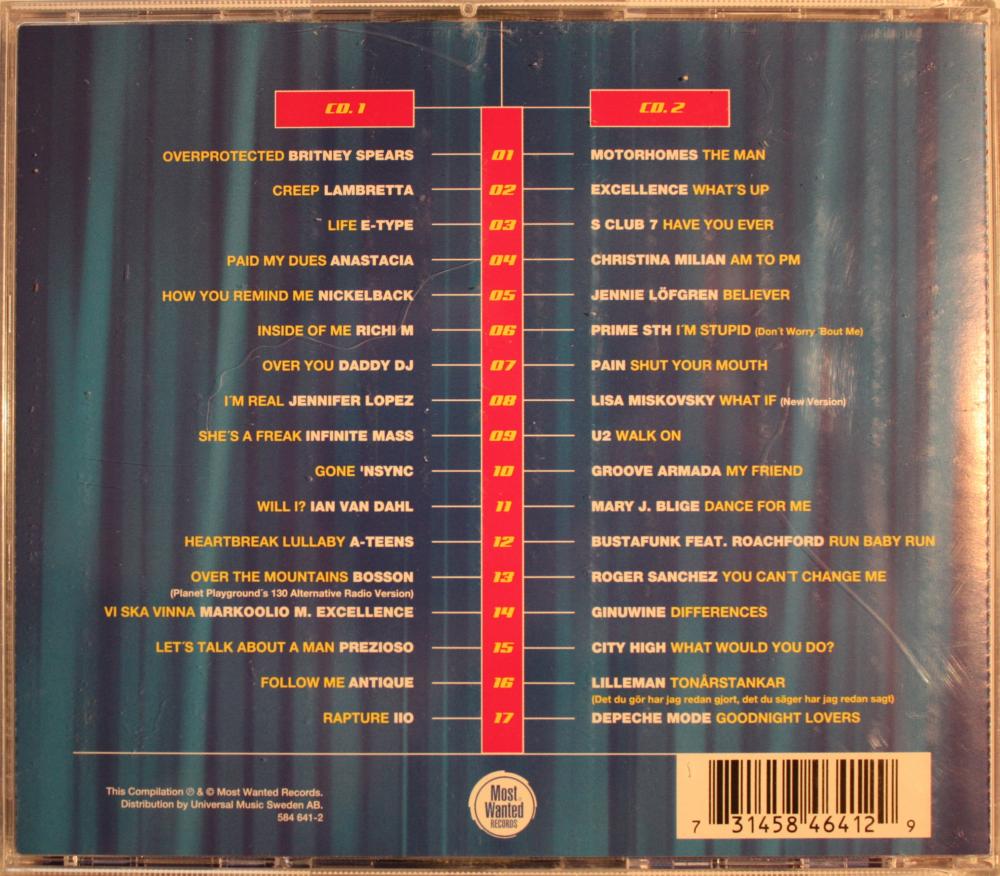 CD. 1
OVERPROTECTED BRITNEY SPEARS
CREEP LAMBRETTA
LIFE E-TYPE
PAID MY DUES ANASTACIA
HOW YOU REMIND ME NICKELBACK
INSIDE OF ME RICHI M
OVER YOU DADDY DJ
I´M REAL JENNIFER LOPEZ
SHE´S A FREAK INFINITE MASS
GONE 'NSYNC
WILL I? IAN VAN DAHL
HEARTBREAK LULLABY A-TEENS
OVER THE MOUNTAINS BOSSON
(Planet Playground´s 130 Alternative Radio Version)
VI SKA VINNA MARKOOLIO M. EXCELLENCE
LET´S TALK ABOUT A MAN PREZIOSO
FOLLOW ME ANTIQUE
RAPTURE IIO
01
02
03
04
05
06
07
08
09
10
11
12
13
14
15
16
17
CD. 2
MOTORHOMES THE MAN
EXCELLENCE WHAT´S UP
S CLUB 7 HAVE YOU EVER
CHRISTINA MILIAN AM TO PM
JENNIE LÖFGREN BELIEVER
PRIME STH I´M STUPID (Don´t Worry ´Bout Me)
PAIN SHUT YOUR MOUTH
LISA MISKOVSKY WHAT IF (New Version)
U2 WALK ON
GROOVE ARMADA MY FRIEND
MARY J. BLIGE DANCE FOR ME
BUSTAFUNK FEAT. ROACHFORD RUN BABY RUN
ROGER SANCHEZ YOU CAN´T CHANGE ME
GINUWINE DIFFERENCES
CITY HIGH WHAT WOULD YOU DO?
LILLEMAN TONÅRSTANKAR
(Det du gör har jag redan gjort, det du säger har jag redan sagt)
DEPECHE MODE GOODNIGHT LOVERS
This Compilation ℗ & © Most Wanted Records.
Distribution by Universal Music Sweden AB.
584 641-2
Most
Wanted
RECORDS
7 31458 46412 9